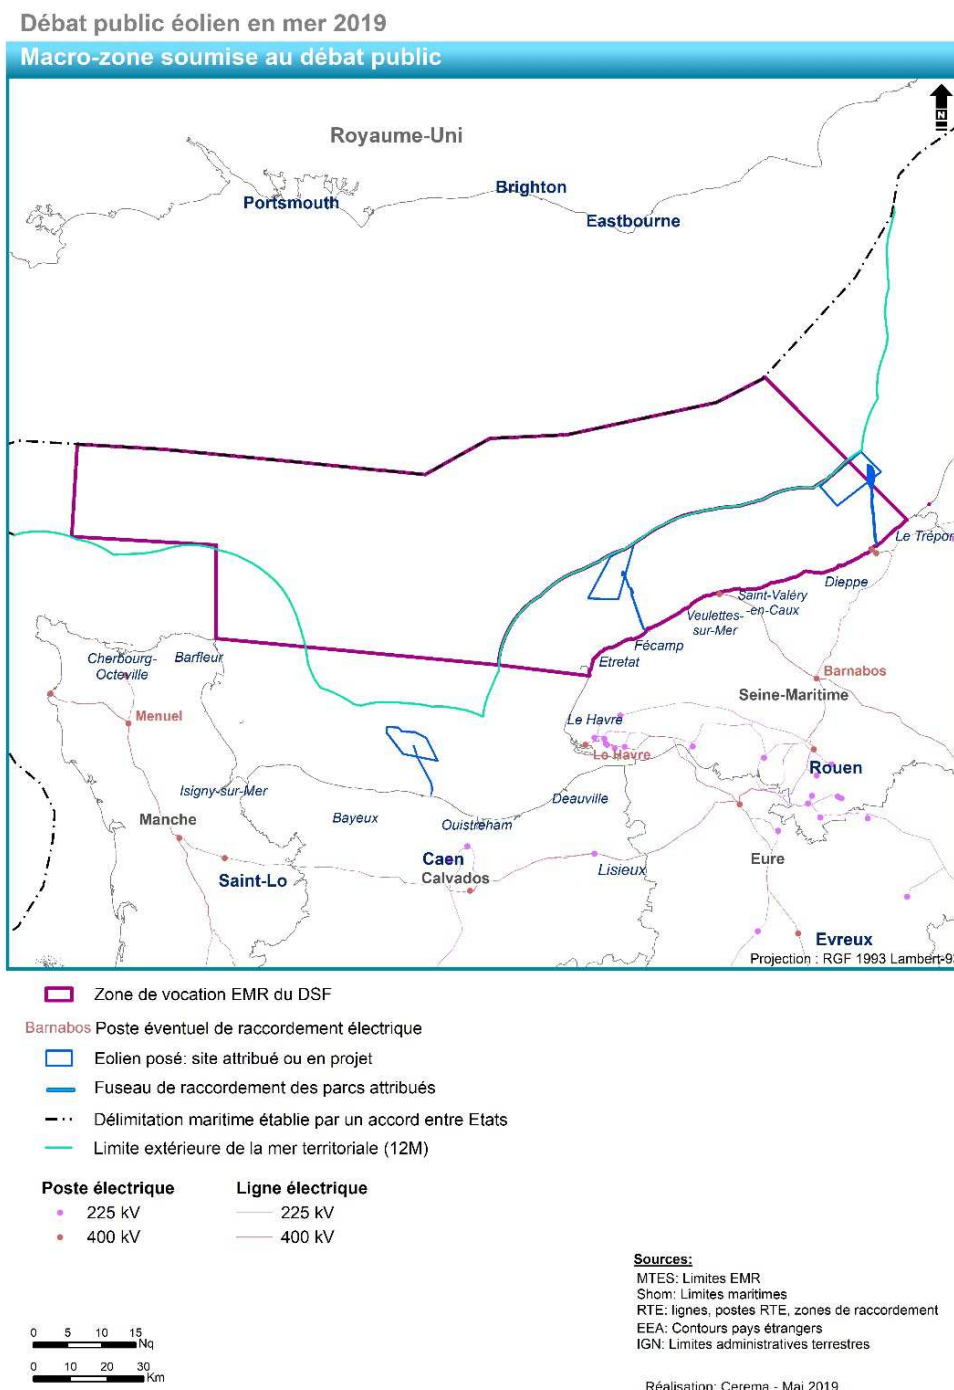 Débat public éolien en mer 2019
Macro-zone soumise au débat public
N
Royaume-Uni
Portsmouth
Brighton
Eastbourne
Le Trépor
Dieppe
Saint-Valéry
-en-Caux
Veulettes-
sur-Mer
Fécamp
Etretat
Cherbourg-
Octeville
Barfleur
Barnabos
Seine-Maritime
Menuel
Le Havre
Le Havre
Rouen
Isigny-sur-Mer
Deauville
Manche
Bayeux
Ouistreham
Caen
Calvados
Lisieux
Eure
Saint-Lo
Evreux
Projection : RGF 1993 Lambert-93
Zone de vocation EMR du DSF
Barnabos Poste éventuel de raccordement électrique
Eolien posé: site attribué ou en projet
Fuseau de raccordement des parcs attribués
Délimitation maritime établie par un accord entre Etats
Limite extérieure de la mer territoriale (12M)
Poste électrique Ligne électrique
225 kV 225 kV
400 kV 400 kV
Sources:
MTES: Limites EMR
Shom: Limites maritimes
RTE: lignes, postes RTE, zones de raccordement
EEA: Contours pays étrangers
IGN: Limites administratives terrestres
0 5 10 15
Nq
0 10 20 30
Km
Réalisation: Cerema - Mai 2019